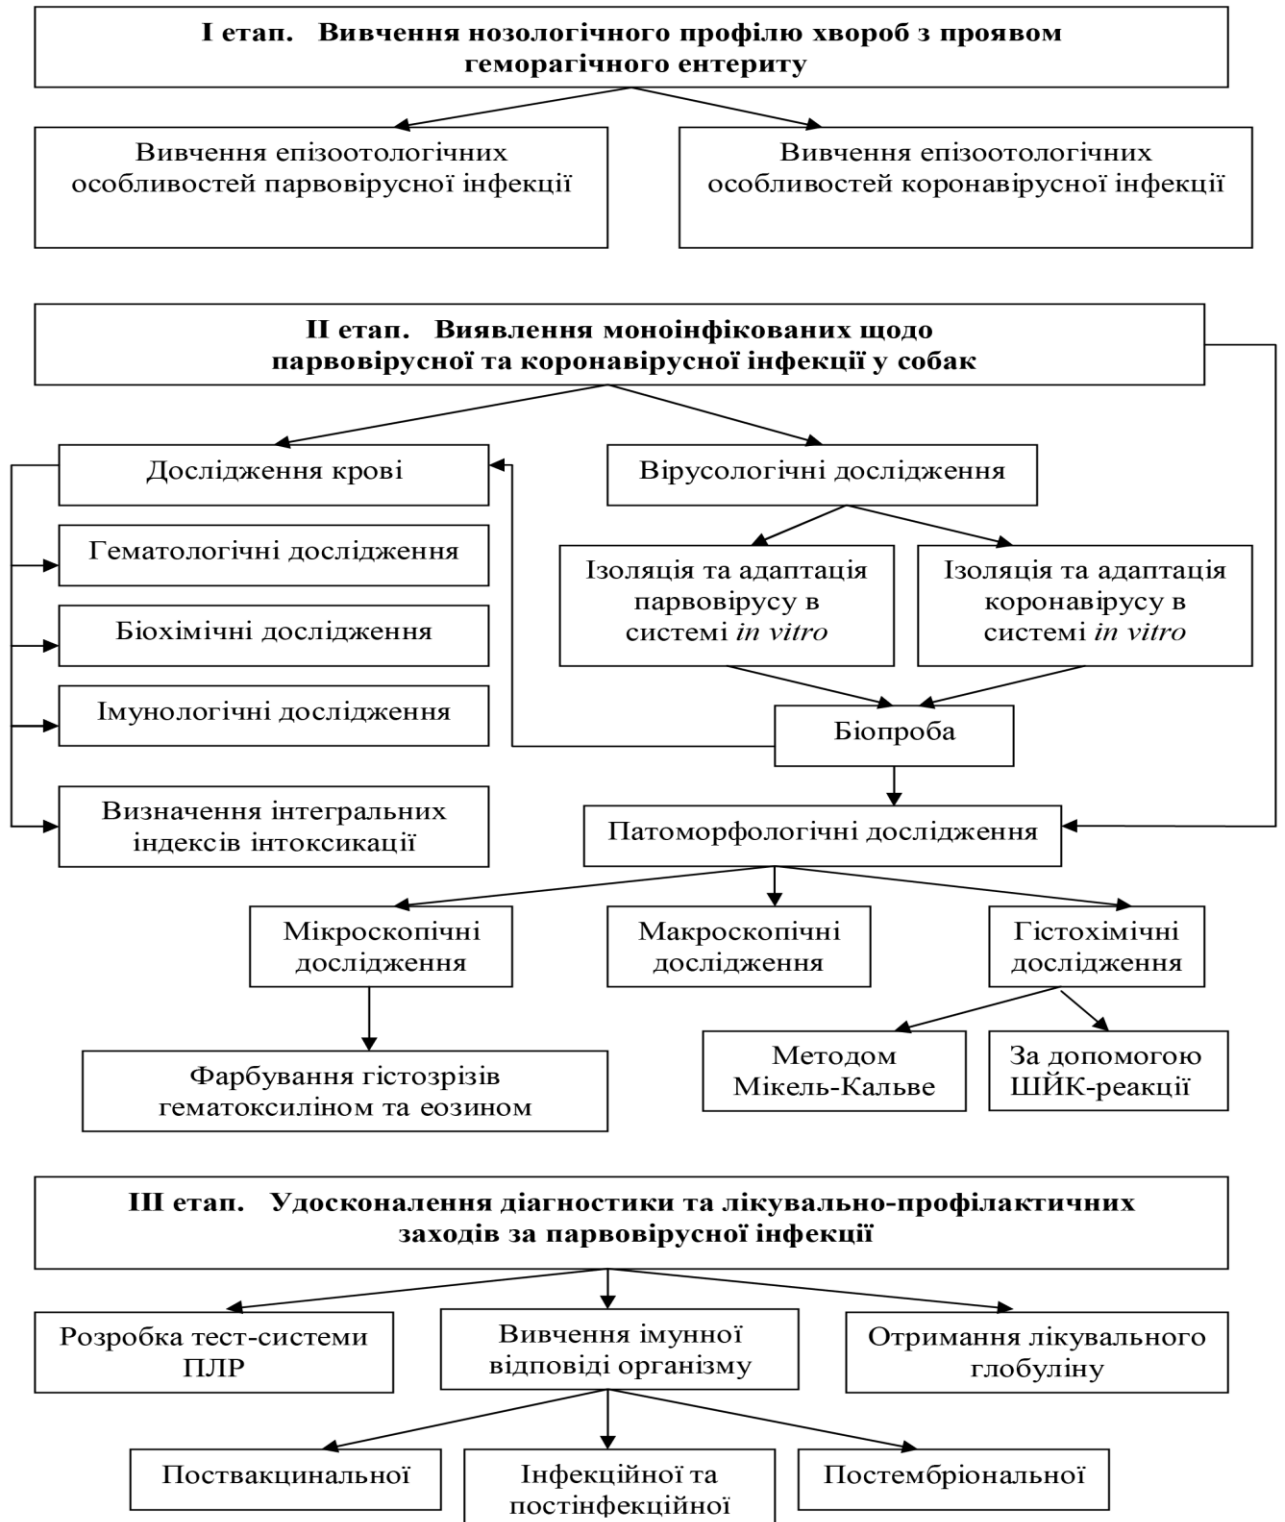 I етап. Вивчення нозологічного профілю хвороб з проявом
геморагічного ентериту
Вивчення епізоотологічних
особливостей парвовірусної інфекції
Вивчення епізоотологічних
особливостей коронавірусної інфекції
II етап. Виявлення моноінфікованих щодо
парвовірусної та коронавірусної інфекції у собак
Дослідження крові
Вірусологічні дослідження
Гематологічні дослідження
Біохімічні дослідження
Імунологічні дослідження
Визначення інтегральних
індексів інтоксикації
Ізоляція та адаптація
парвовірусу в
системі in vitro
Ізоляція та адаптація
коронавірусу в
системі in vitro
Біопроба
Патоморфологічні дослідження
Мікроскопічні
дослідження
Макроскопічні
дослідження
Гістохімічні
дослідження
Фарбування гістозрізів
гематоксиліном та еозином
Методом
Мікель-Кальве
За допомогою
ШЙК-реакції
III етап. Удосконалення діагностики та лікувально-профілактичних
заходів за парвовірусної інфекції
Розробка тест-системи
ПЛР
Вивчення імунної
відповіді організму
Отримання лікувального
глобуліну
Поствакцинальної
Інфекційної та
постінфекційної
Постембріональної